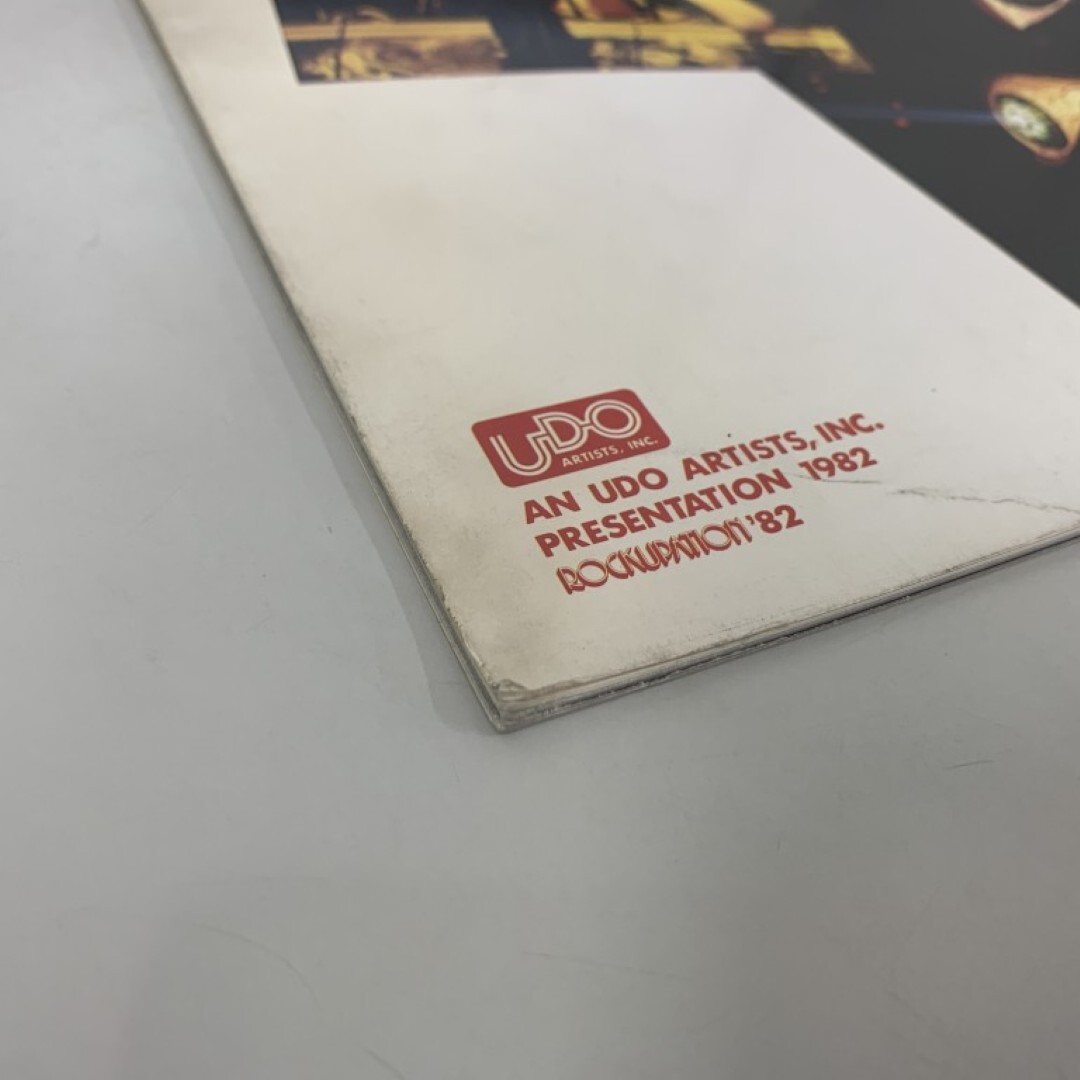 UDO
ARTISTS, INC.
AN UDO ARTISTS, INC.
PRESENTATION 1982
ROCKUPATION '82